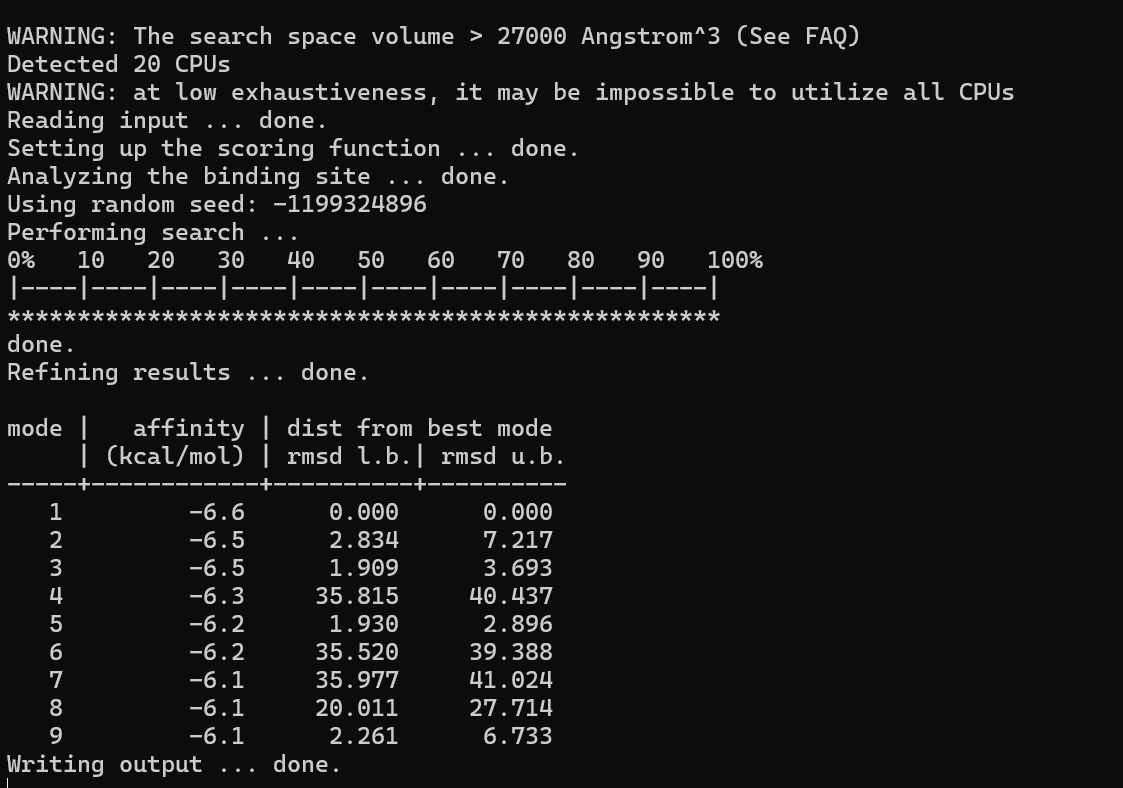 WARNING: The search space volume > 27000 Angstrom^3 (See FAQ)
Detected 20 CPUs
WARNING: at low exhaustiveness, it may be impossible to utilize all CPUs
Reading input ... done.
Setting up the scoring function ... done.
Analyzing the binding site ... done.
Using random seed: -1199324896
Performing search ...
0%   10   20   30   40   50   60   70   80   90   100%
|----|----|----|----|----|----|----|----|----|----|
***************************************************
done.
Refining results ... done.

mode |   affinity | dist from best mode
     | (kcal/mol) | rmsd l.b.| rmsd u.b.
-----+------------+----------+----------
   1         -6.6      0.000      0.000
   2         -6.5      2.834      7.217
   3         -6.5      1.909      3.693
   4         -6.3     35.815     40.437
   5         -6.2      1.930      2.896
   6         -6.2     35.520     39.388
   7         -6.1     35.977     41.024
   8         -6.1     20.011     27.714
   9         -6.1      2.261      6.733
Writing output ... done.